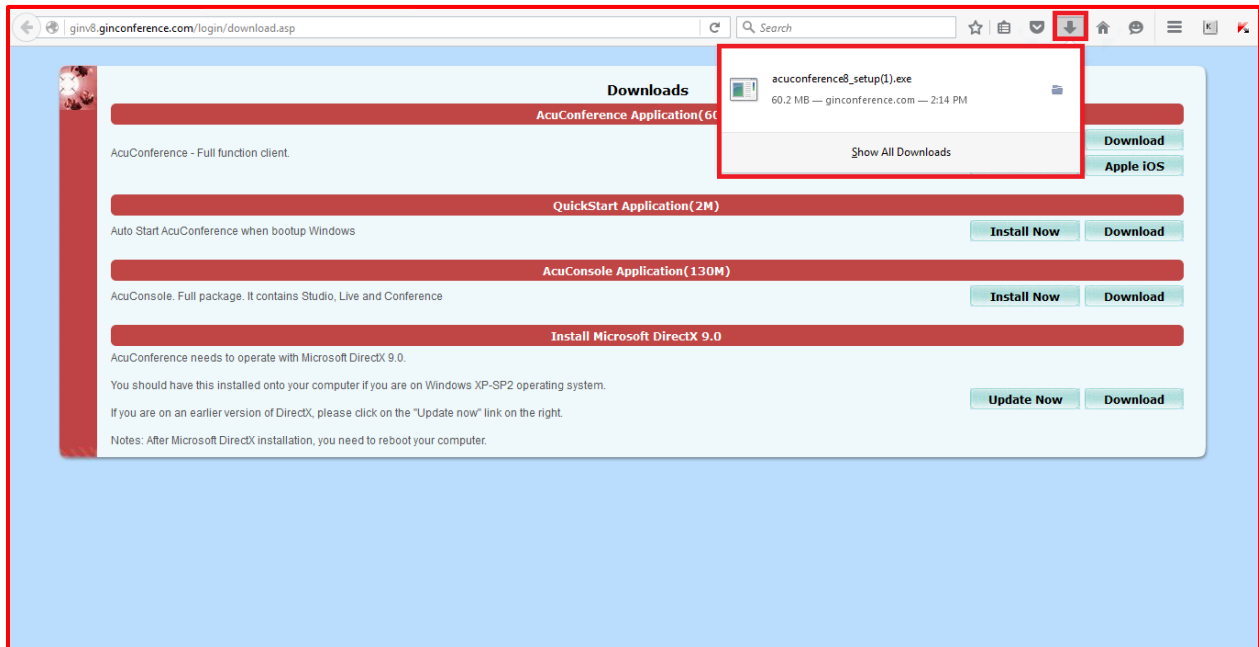 ginv8.ginconference.com/login/download.asp
Search
acuconference8_setup(1).exe
60.2 MB — ginconference.com — 2:14 PM
Show All Downloads
Downloads
AcuConference Application(60
AcuConference - Full function client.
Download
Apple iOS
QuickStart Application(2M)
Auto Start AcuConference when bootup Windows
Install Now
Download
AcuConsole Application(130M)
AcuConsole. Full package. It contains Studio, Live and Conference
Install Now
Download
Install Microsoft DirectX 9.0
AcuConference needs to operate with Microsoft DirectX 9.0.
You should have this installed onto your computer if you are on Windows XP-SP2 operating system.
If you are on an earlier version of DirectX, please click on the "Update now" link on the right.
Update Now
Download
Notes: After Microsoft DirectX installation, you need to reboot your computer.